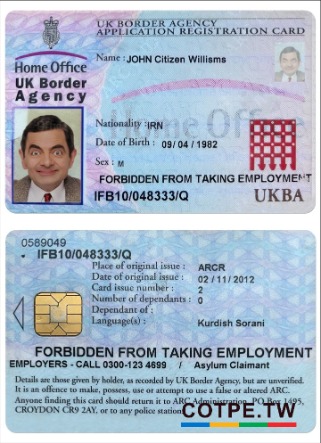 UK BORDER AGENCY
APPLICATION REGISTRATION CARD
Home Office
UK Border
Agency
Name : JOHN Citizen Willisms
Nationality : IRN
Date of Birth : 09/ 04 / 1982
Sex : M
FORBIDDEN FROM TAKING EMPLOYMENT
IFB10/048333/Q
UKBA
0589049
IFB10/048333/Q
Place of original issue : ARCR
Date of original issue : 02 / 11 / 2012
Card issue number : 2
Number of dependants : 0
Dependant of :
Language(s) : Kurdish Sorani
FORBIDDEN FROM TAKING EMPLOYMENT
EMPLOYERS - CALL 0300-123 4699 / Asylum Claimant
Details are those given by holder, as recorded by UK Border Agency, but are unverified.
It is an offence to make, possess, use or attempt to use a false or altered ARC.
Anyone finding this card should return it to ARC Administration, PO Box 1495,
CROYDON CR9 2AY, or to any police station.
COTPE.TW